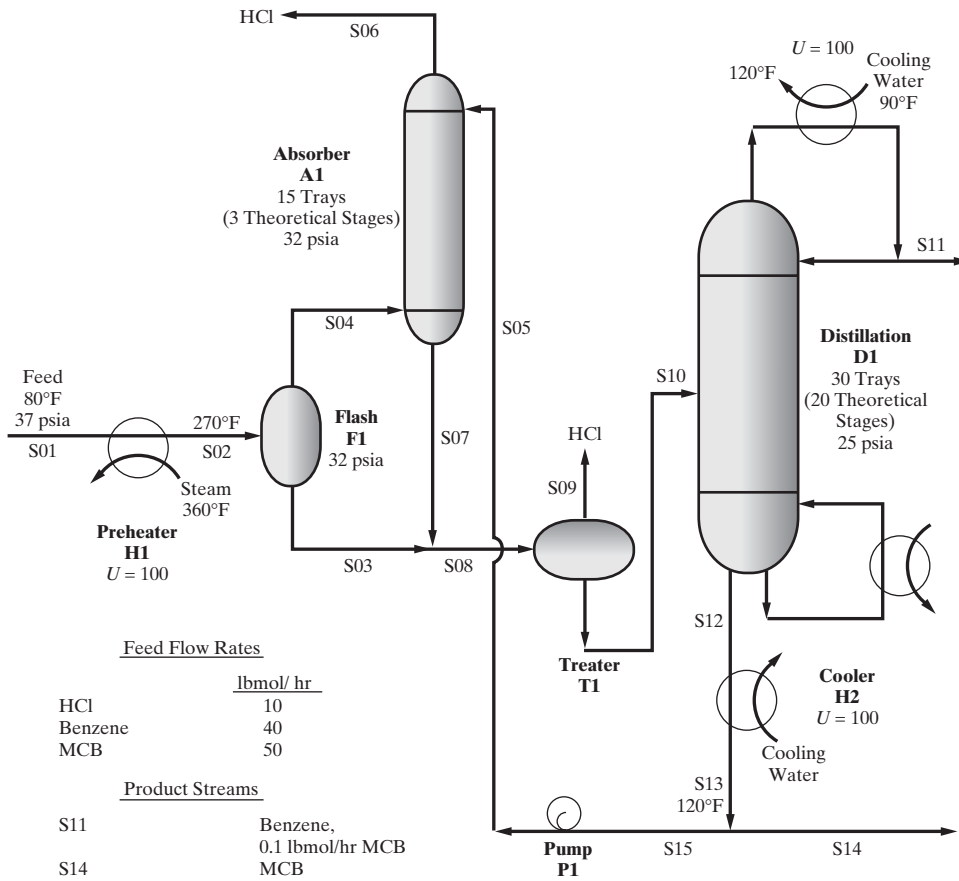 HCl
S06
U = 100
120°F
Cooling
Water
90°F
Absorber
A1
15 Trays
(3 Theoretical Stages)
32 psia
S11
S04
S05
Distillation
D1
30 Trays
(20 Theoretical
Stages)
25 psia
S10
Feed
80°F
37 psia
S01
270°F
S02
Flash
F1
32 psia
S07
HCl
S09
Steam
360°F
Preheater
H1
U = 100
S03
S08
S12
Treater
T1
Cooler
H2
U = 100
Cooling
Water
S13
120°F
Feed Flow Rates
lbmol/ hr
HCl 10
Benzene 40
MCB 50
Product Streams
S11 Benzene,
0.1 lbmol/hr MCB
S14 MCB
Pump
P1
S15
S14